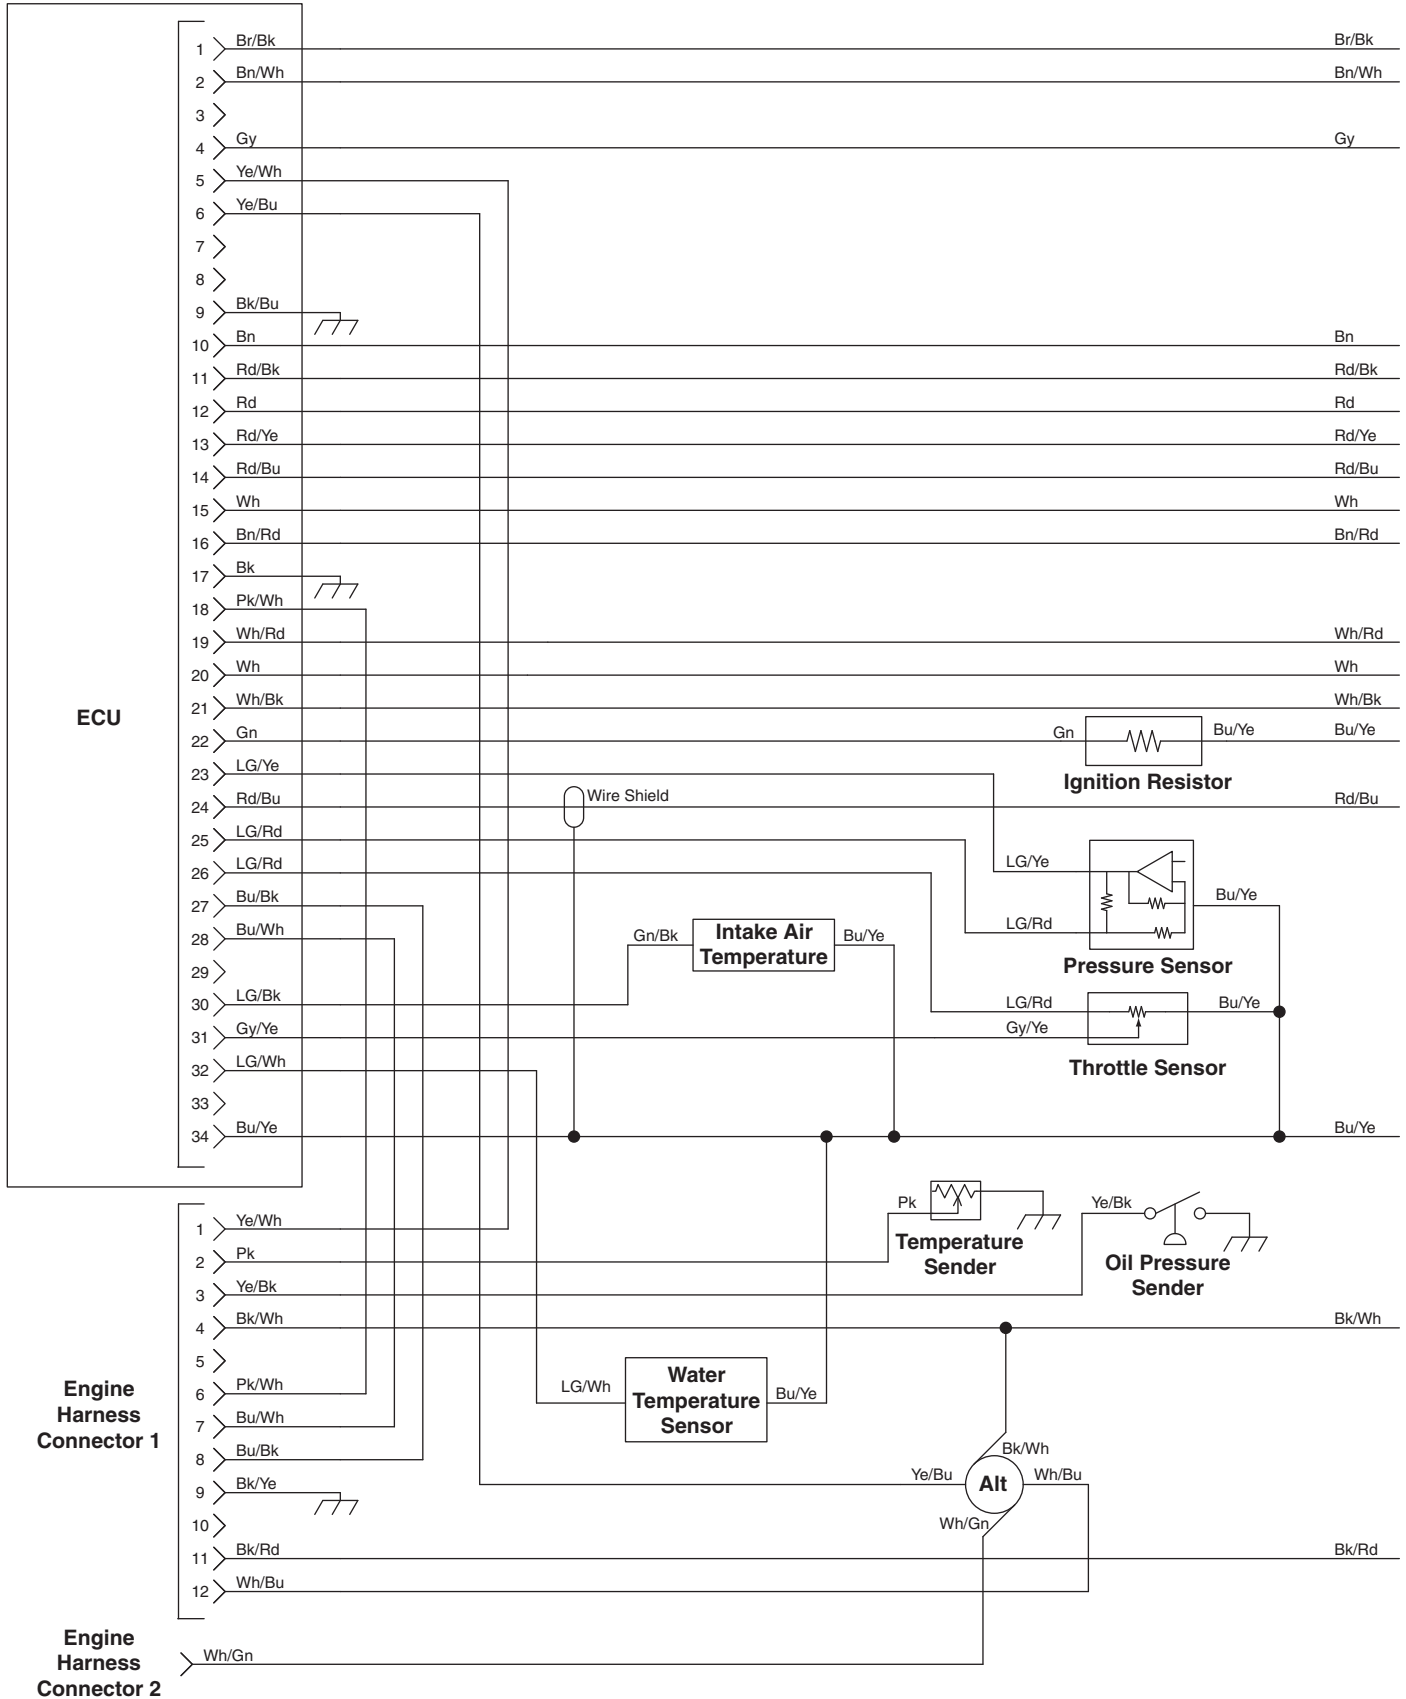 1 Br/Bk Br/Bk
2 Bn/Wh Bn/Wh
3
4 Gy Gy
5 Ye/Wh
6 Ye/Bu
7
8
9 Bk/Bu
10 Bn Bn
11 Rd/Bk Rd/Bk
12 Rd Rd
13 Rd/Ye Rd/Ye
14 Rd/Bu Rd/Bu
15 Wh Wh
16 Bn/Rd Bn/Rd
17 Bk
18 Pk/Wh
19 Wh/Rd Wh/Rd
20 Wh Wh
21 Wh/Bk Wh/Bk
ECU
22 Gn Gn Bu/Ye Bu/Ye
Ignition Resistor
23 LG/Ye
24 Rd/Bu Wire Shield Rd/Bu
25 LG/Rd
26 LG/Rd LG/Ye
27 Bu/Bk Bu/Ye
28 Bu/Wh LG/Rd
Gn/Bk Intake Air Bu/Ye
Temperature
Pressure Sensor
29
30 LG/Bk LG/Rd Bu/Ye
31 Gy/Ye Gy/Ye
Throttle Sensor
32 LG/Wh
33
34 Bu/Ye Bu/Ye
1 Ye/Wh Pk Ye/Bk
2 Pk
Temperature
Sender
Oil Pressure
Sender
3 Ye/Bk
4 Bk/Wh Bk/Wh
5
6 Pk/Wh
7 Bu/Wh
8 Bu/Bk
Engine
Harness
Connector 1
LG/Wh Water Bu/Ye
Temperature
Sensor
Bk/Wh
Ye/Bu Alt Wh/Bu
Wh/Gn
9 Bk/Ye
10
11 Bk/Rd Bk/Rd
12 Wh/Bu
Engine
Harness
Connector 2
Wh/Gn